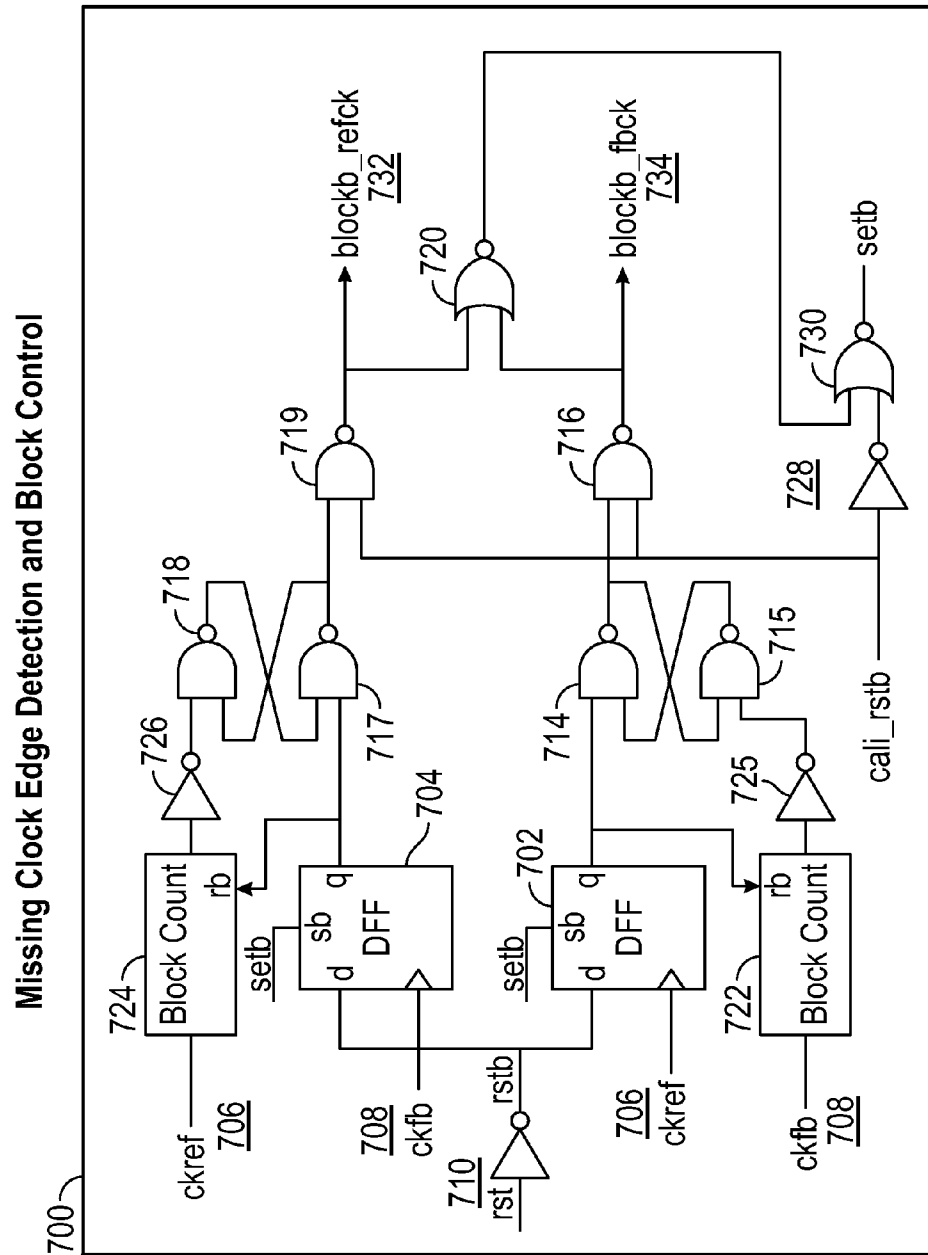 Missing Clock Edge Detection and Block Control
700
724
Block Count
rb
726
718
ckref
706
setb
sb
d
q
DFF
704
717
719
blockb_refck
732
708
ckfb
rstb
710
rst
720
setb
702
sb
d
q
DFF
714
716
blockb_fbck
734
706
ckref
715
722
Block Count
rb
725
728
730
setb
ckfb
708
cali_rstb